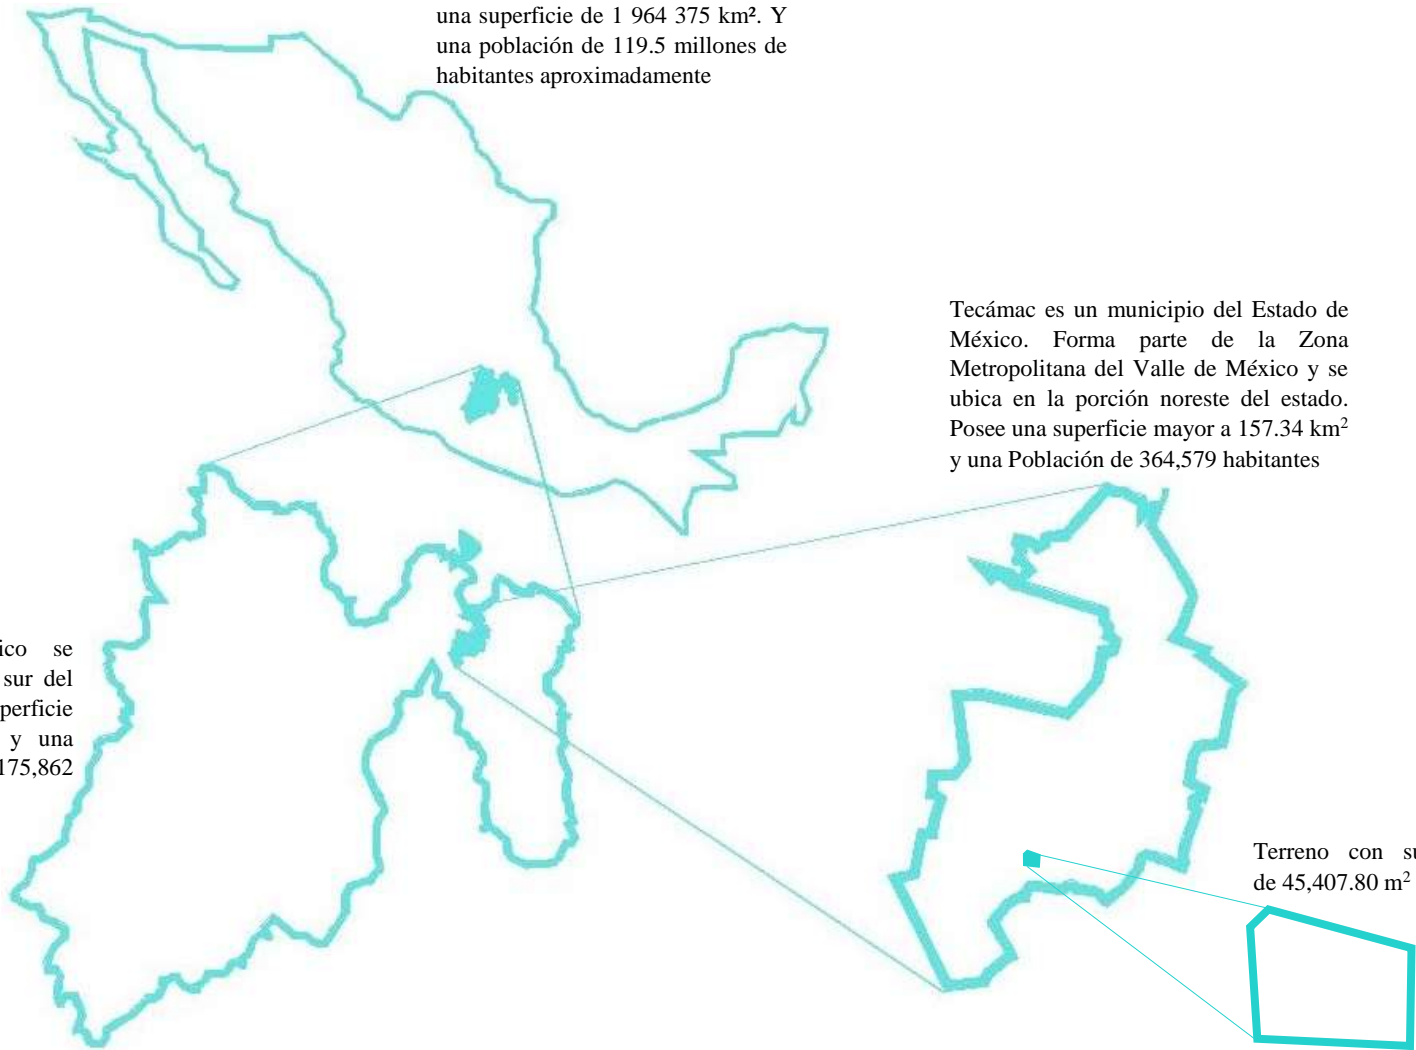 una superficie de 1 964 375 km². Y
una población de 119.5 millones de
habitantes aproximadamente
Tecámac es un municipio del Estado de
México. Forma parte de la Zona
Metropolitana del Valle de México y se
ubica en la porción noreste del estado.
Posee una superficie mayor a 157.34 km²
y una Población de 364,579 habitantes
se
sur del
y una
175,862
Terreno con
de 45,407.80 m²